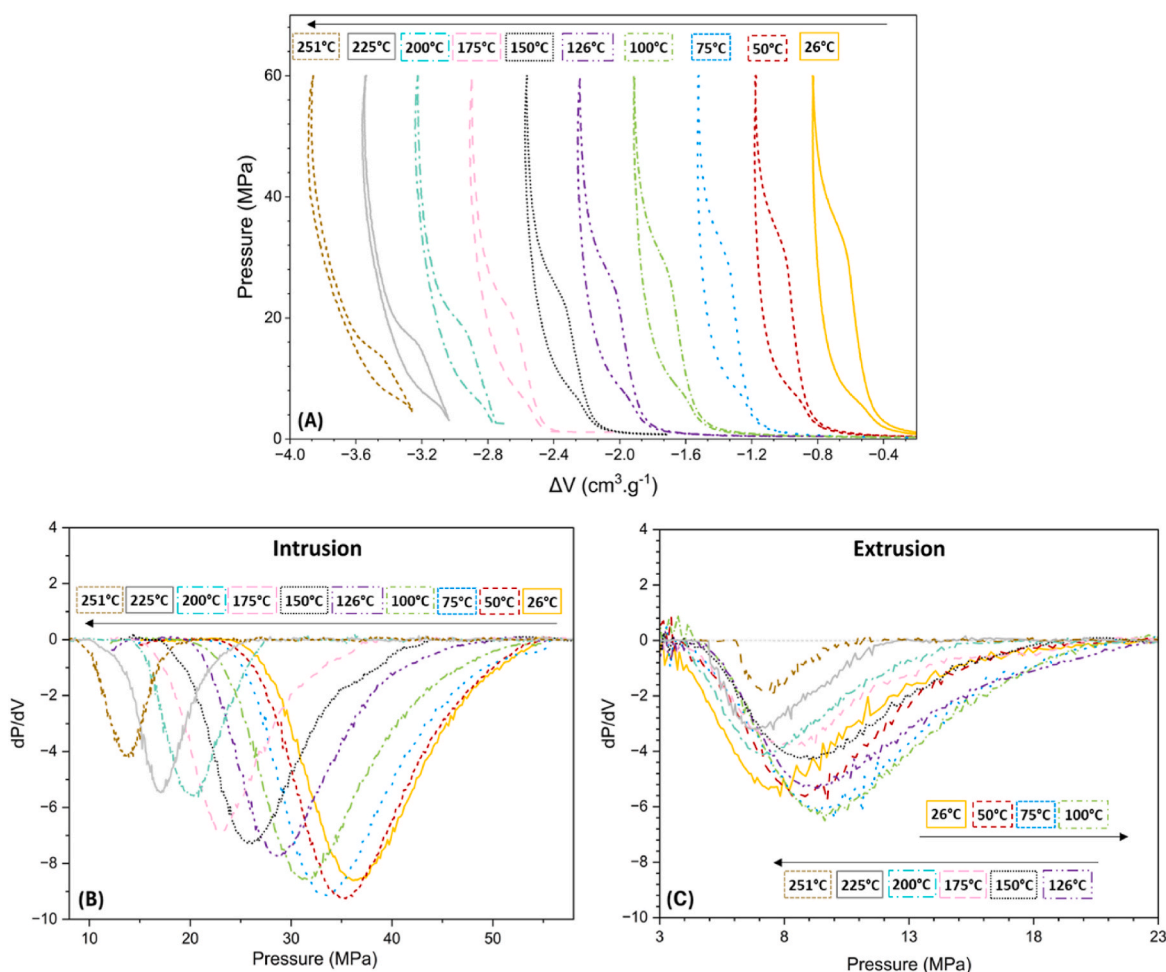 251°C 225°C 200°C 175°C 150°C 126°C 100°C 75°C 50°C 26°C
60
40
20
0
Pressure (MPa)
(A)
−4.0 −3.6 −3.2 −2.8 −2.4 −2.0 −1.6 −1.2 −0.8 −0.4
ΔV (cm³.g⁻¹)
Intrusion
251°C 225°C 200°C 175°C 150°C 126°C 100°C 75°C 50°C 26°C
4
2
0
−2
−4
−6
−8
−10
dP/dV
(B)
10 20 30 40 50
Pressure (MPa)
Extrusion
4
2
0
−2
−4
−6
−8
−10
dP/dV
26°C 50°C 75°C 100°C
251°C 225°C 200°C 175°C 150°C 126°C
(C)
3 8 13 18 23
Pressure (MPa)